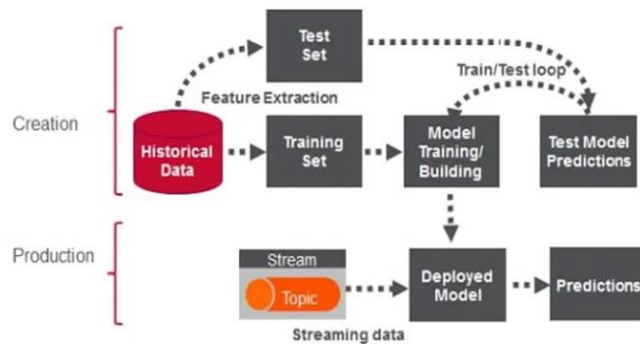 Test
Set
Train/Test loop
Feature Extraction
Creation
Historical
Data
Training
Set
Model
Training/
Building
Test Model
Predictions
Production
Stream
Topic
Deployed
Model
Predictions
Streaming data